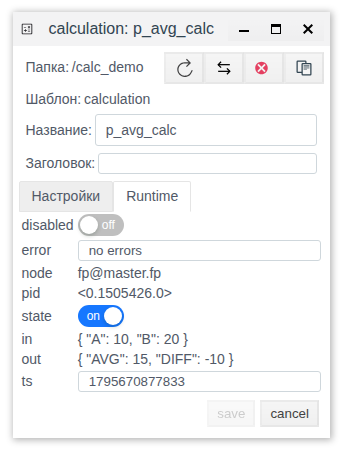 calculation: p_avg_calc
Папка: /calc_demo
Шаблон: calculation
Название: p_avg_calc
Заголовок:
Настройки Runtime
disabled off
error no errors
node fp@master.fp
pid <0.1505426.0>
state on
in { "A": 10, "B": 20 }
out { "AVG": 15, "DIFF": -10 }
ts 1795670877833
save cancel